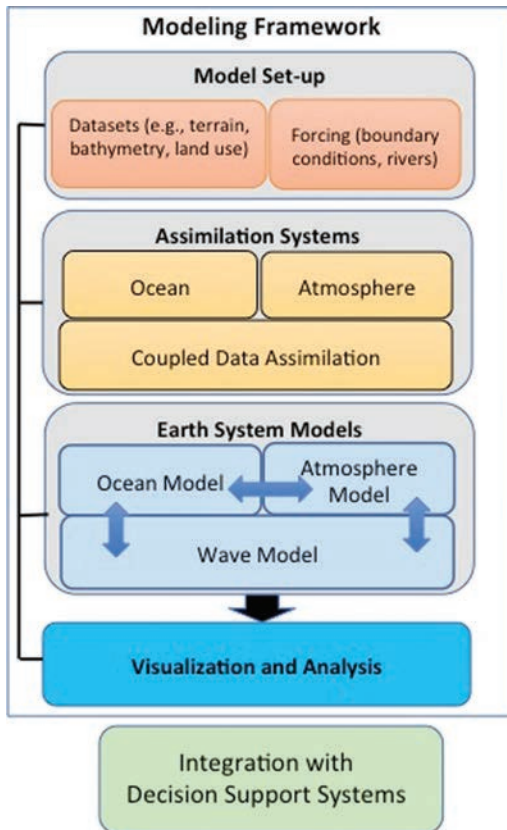 Modeling Framework
Model Set-up
Datasets (e.g., terrain,
bathymetry, land use)
Forcing (boundary
conditions, rivers)
Assimilation Systems
Ocean
Atmosphere
Coupled Data Assimilation
Earth System Models
Ocean Model
Atmosphere
Model
Wave Model
Visualization and Analysis
Integration with
Decision Support Systems